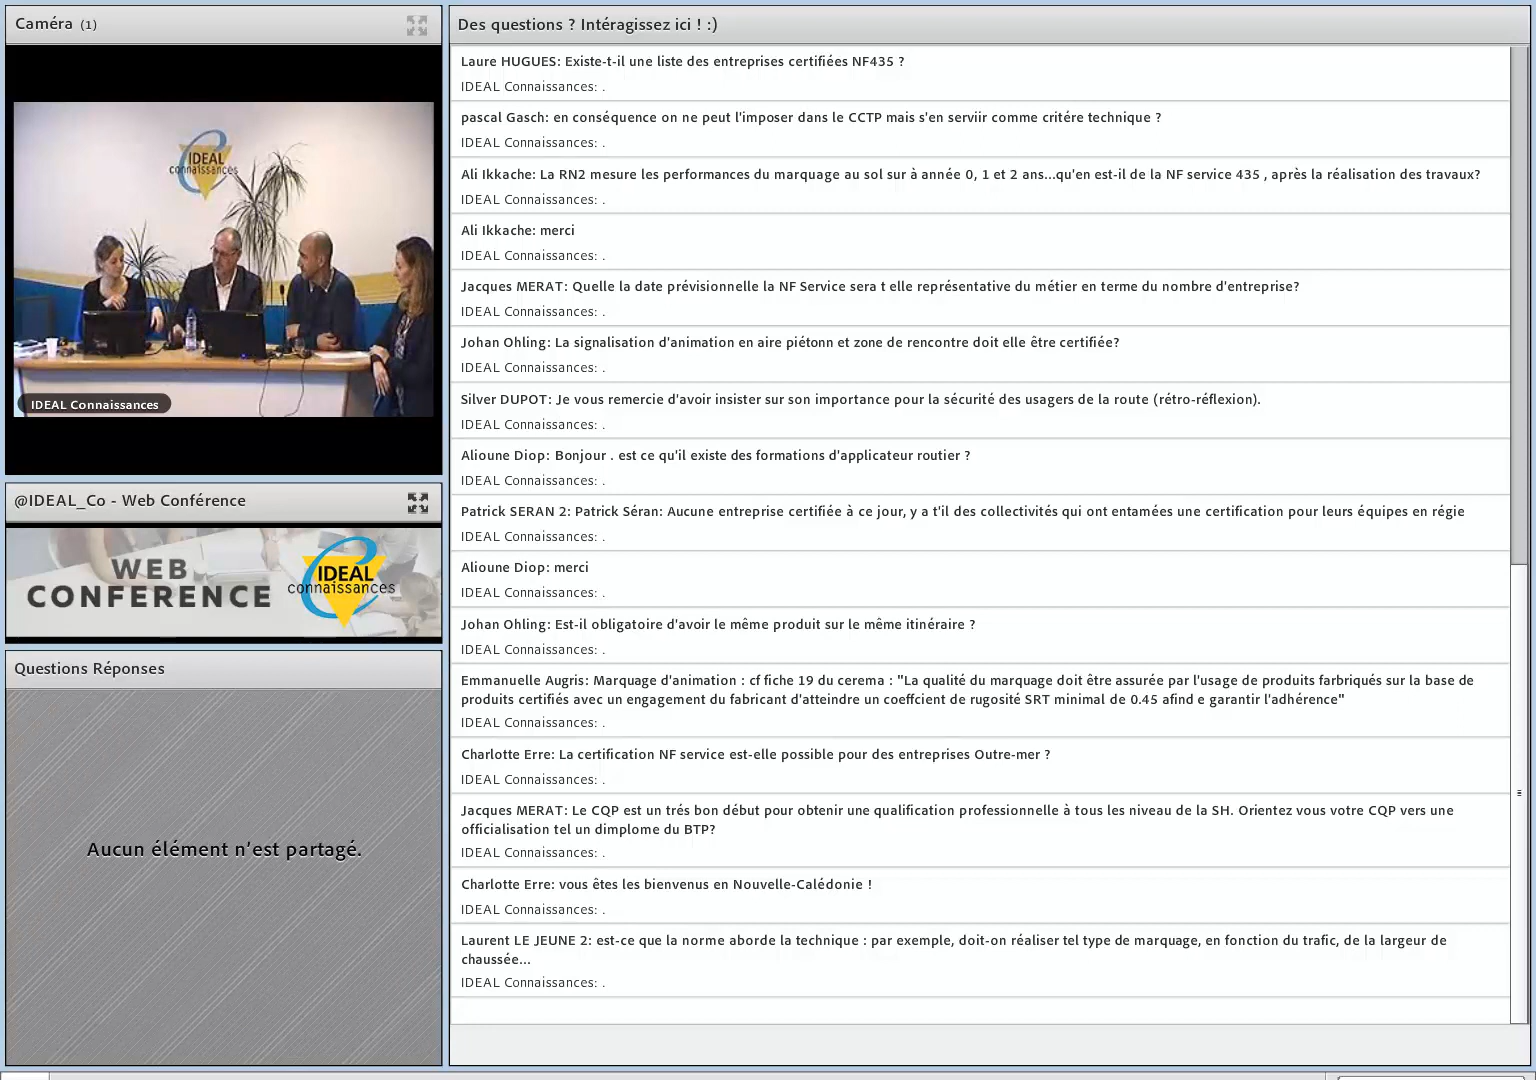 Caméra (1)
IDEAL
connaissances
IDEAL Connaissances
@IDEAL_Co - Web Conférence
WEB
CONFERENCE
IDEAL
connaissances
Questions Réponses
Aucun élément n'est partagé.
Des questions ? Intéragissez ici ! :)
Laure HUGUES: Existe-t-il une liste des entreprises certifiées NF435 ?
IDEAL Connaissances: .
pascal Gasch: en conséquence on ne peut l'imposer dans le CCTP mais s'en serviir comme critére technique ?
IDEAL Connaissances: .
Ali Ikkache: La RN2 mesure les performances du marquage au sol sur à année 0, 1 et 2 ans...qu'en est-il de la NF service 435 , après la réalisation des travaux?
IDEAL Connaissances: .
Ali Ikkache: merci
IDEAL Connaissances: .
Jacques MERAT: Quelle la date prévisionnelle la NF Service sera t elle représentative du métier en terme du nombre d'entreprise?
IDEAL Connaissances: .
Johan Ohling: La signalisation d'animation en aire piétonn et zone de rencontre doit elle être certifiée?
IDEAL Connaissances: .
Silver DUPOT: Je vous remercie d'avoir insister sur son importance pour la sécurité des usagers de la route (rétro-réflexion).
IDEAL Connaissances: .
Alioune Diop: Bonjour . est ce qu'il existe des formations d'applicateur routier ?
IDEAL Connaissances: .
Patrick SERAN 2: Patrick Séran: Aucune entreprise certifiée à ce jour, y a t'il des collectivités qui ont entamées une certification pour leurs équipes en régie
IDEAL Connaissances: .
Alioune Diop: merci
IDEAL Connaissances: .
Johan Ohling: Est-il obligatoire d'avoir le même produit sur le même itinéraire ?
IDEAL Connaissances: .
Emmanuelle Augris: Marquage d'animation : cf fiche 19 du cerema : "La qualité du marquage doit être assurée par l'usage de produits farbriqués sur la base de
produits certifiés avec un engagement du fabricant d'atteindre un coeffcient de rugosité SRT minimal de 0.45 afind e garantir l'adhérence"
IDEAL Connaissances: .
Charlotte Erre: La certification NF service est-elle possible pour des entreprises Outre-mer ?
IDEAL Connaissances: .
Jacques MERAT: Le CQP est un trés bon début pour obtenir une qualification professionnelle à tous les niveau de la SH. Orientez vous votre CQP vers une
officialisation tel un dimplome du BTP?
IDEAL Connaissances: .
Charlotte Erre: vous êtes les bienvenus en Nouvelle-Calédonie !
IDEAL Connaissances: .
Laurent LE JEUNE 2: est-ce que la norme aborde la technique : par exemple, doit-on réaliser tel type de marquage, en fonction du trafic, de la largeur de
chaussée...
IDEAL Connaissances: .